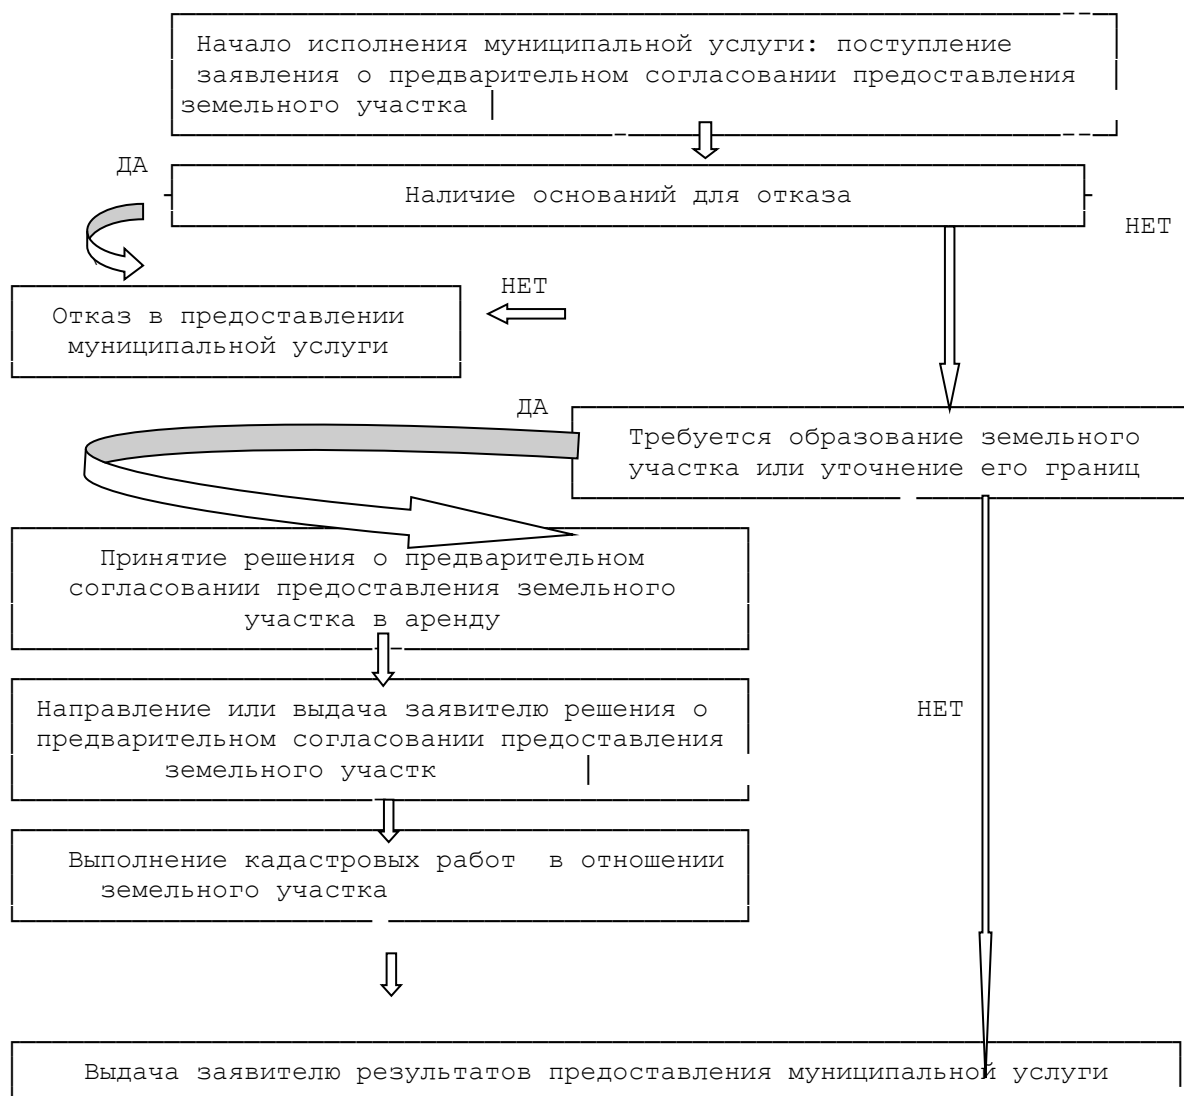 Начало исполнения муниципальной услуги: поступление
заявления о предварительном согласовании предоставления
земельного участка
ДА
Наличие оснований для отказа
НЕТ
НЕТ
Отказ в предоставлении
муниципальной услуги
ДА
Требуется образование земельного
участка или уточнение его границ
Принятие решения о предварительном
согласовании предоставления земельного
участка в аренду
Направление или выдача заявителю решения о
предварительном согласовании предоставления
земельного участк
НЕТ
Выполнение кадастровых работ в отношении
земельного участка
Выдача заявителю результатов предоставления муниципальной услуги